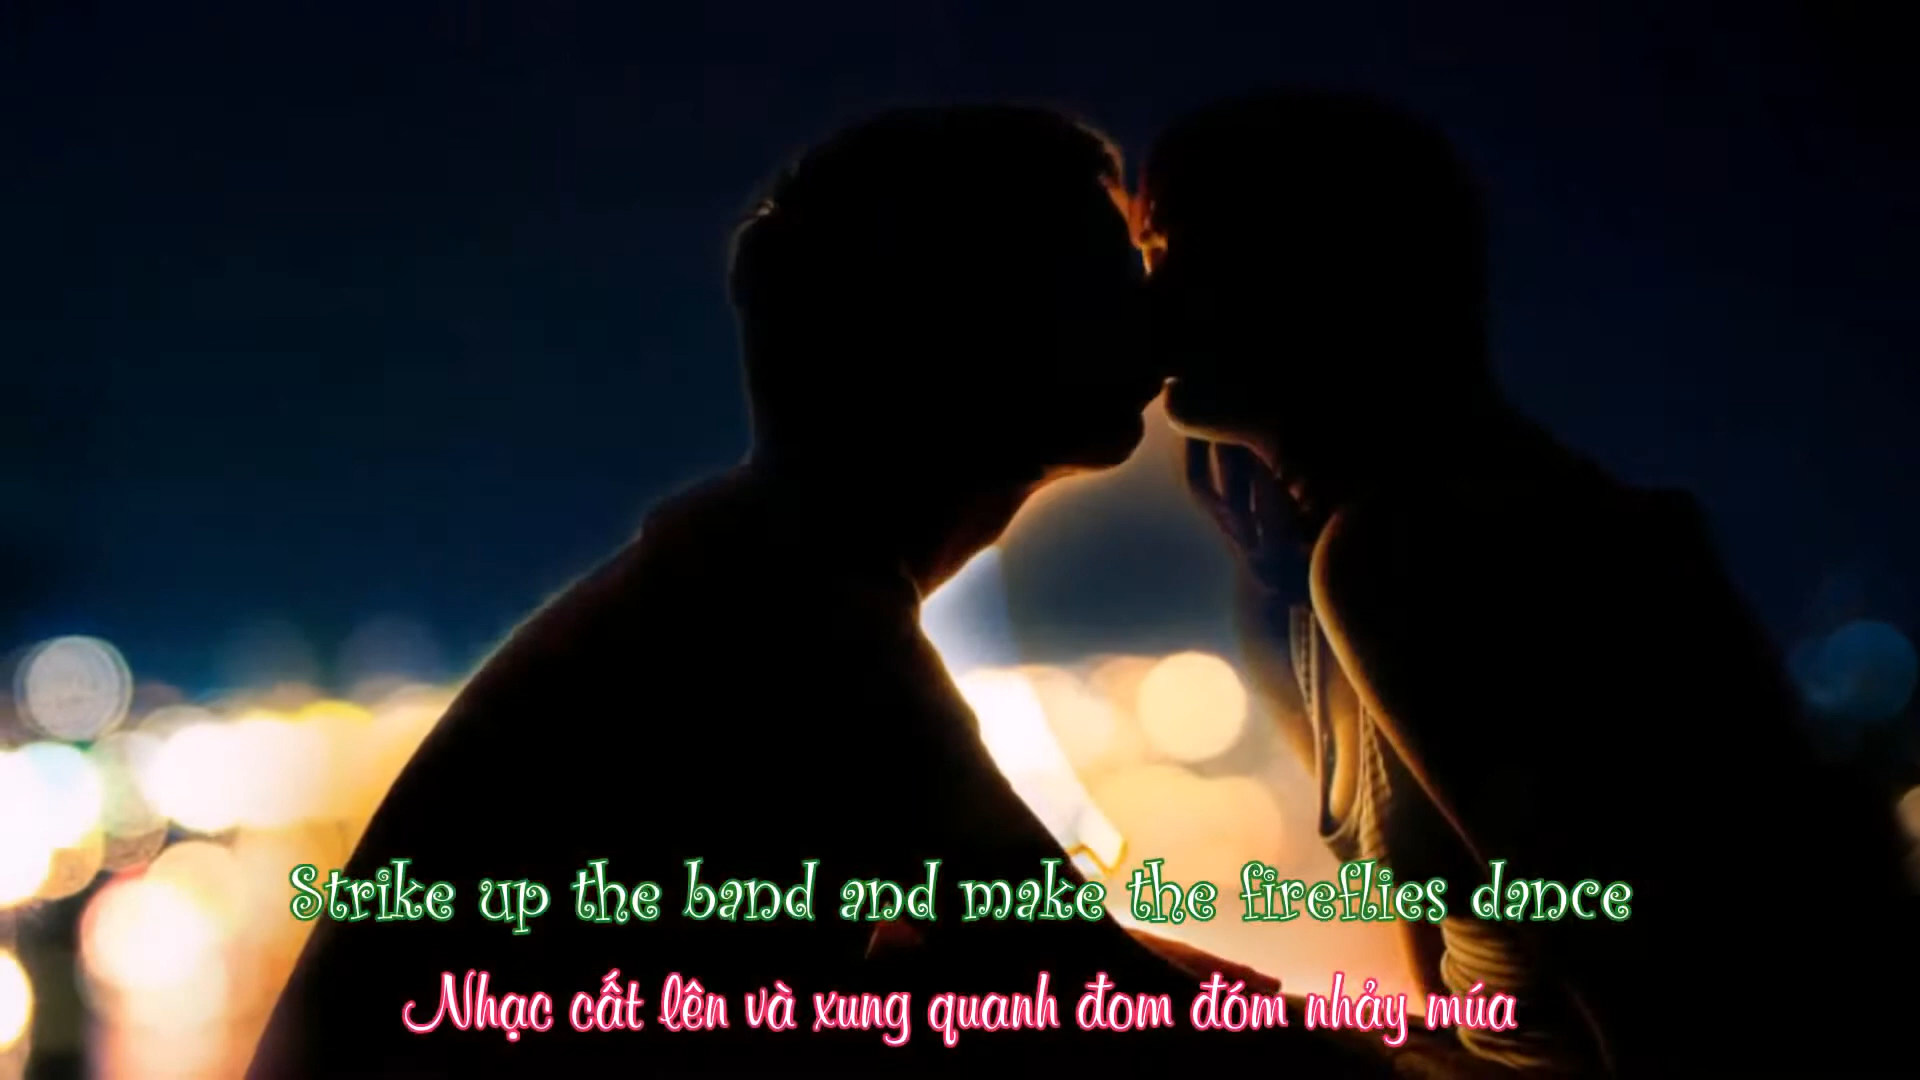 Strike up the band and make the fireflies dance
Nhạc cất lên và xung quanh đom đóm nhảy múa